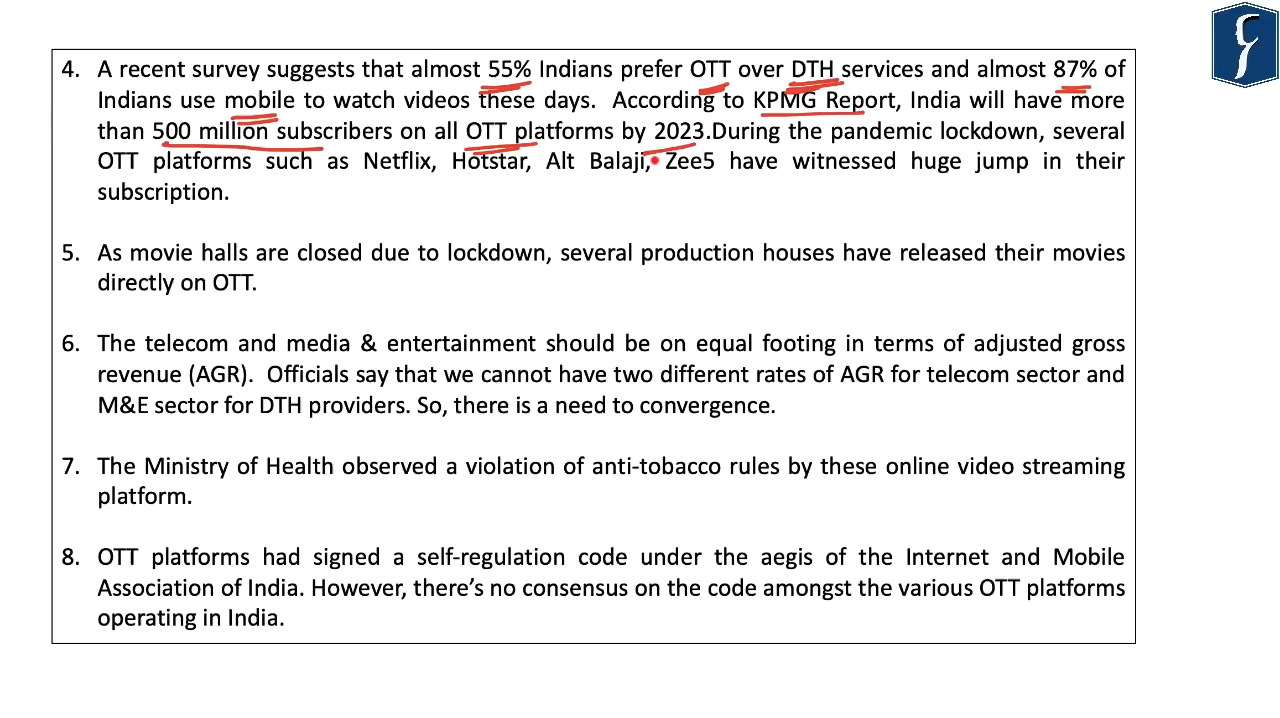 4. A recent survey suggests that almost 55% Indians prefer OTT over DTH services and almost 87% of
Indians use mobile to watch videos these days. According to KPMG Report, India will have more
than 500 million subscribers on all OTT platforms by 2023.During the pandemic lockdown, several
OTT platforms such as Netflix, Hotstar, Alt Balaji, Zee5 have witnessed huge jump in their
subscription.
5. As movie halls are closed due to lockdown, several production houses have released their movies
directly on OTT.
6. The telecom and media & entertainment should be on equal footing in terms of adjusted gross
revenue (AGR). Officials say that we cannot have two different rates of AGR for telecom sector and
M&E sector for DTH providers. So, there is a need to convergence.
7. The Ministry of Health observed a violation of anti-tobacco rules by these online video streaming
platform.
8. OTT platforms had signed a self-regulation code under the aegis of the Internet and Mobile
Association of India. However, there’s no consensus on the code amongst the various OTT platforms
operating in India.